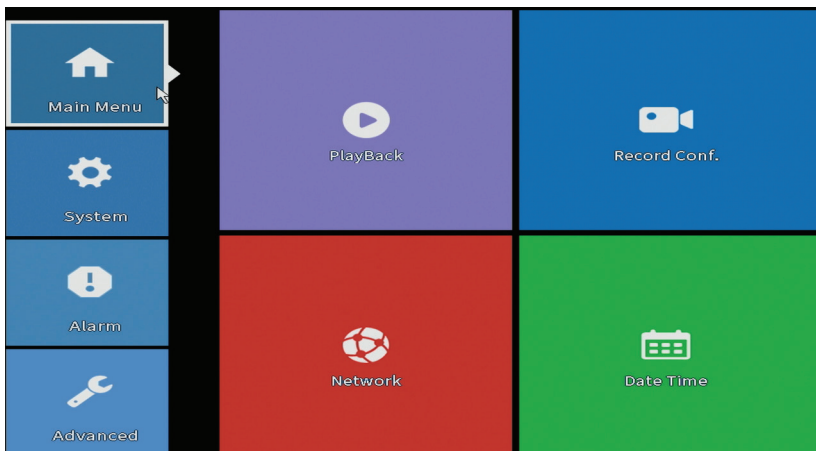 Main Menu
System
Alarm
Advanced
PlayBack
Record Conf.
Network
Date Time